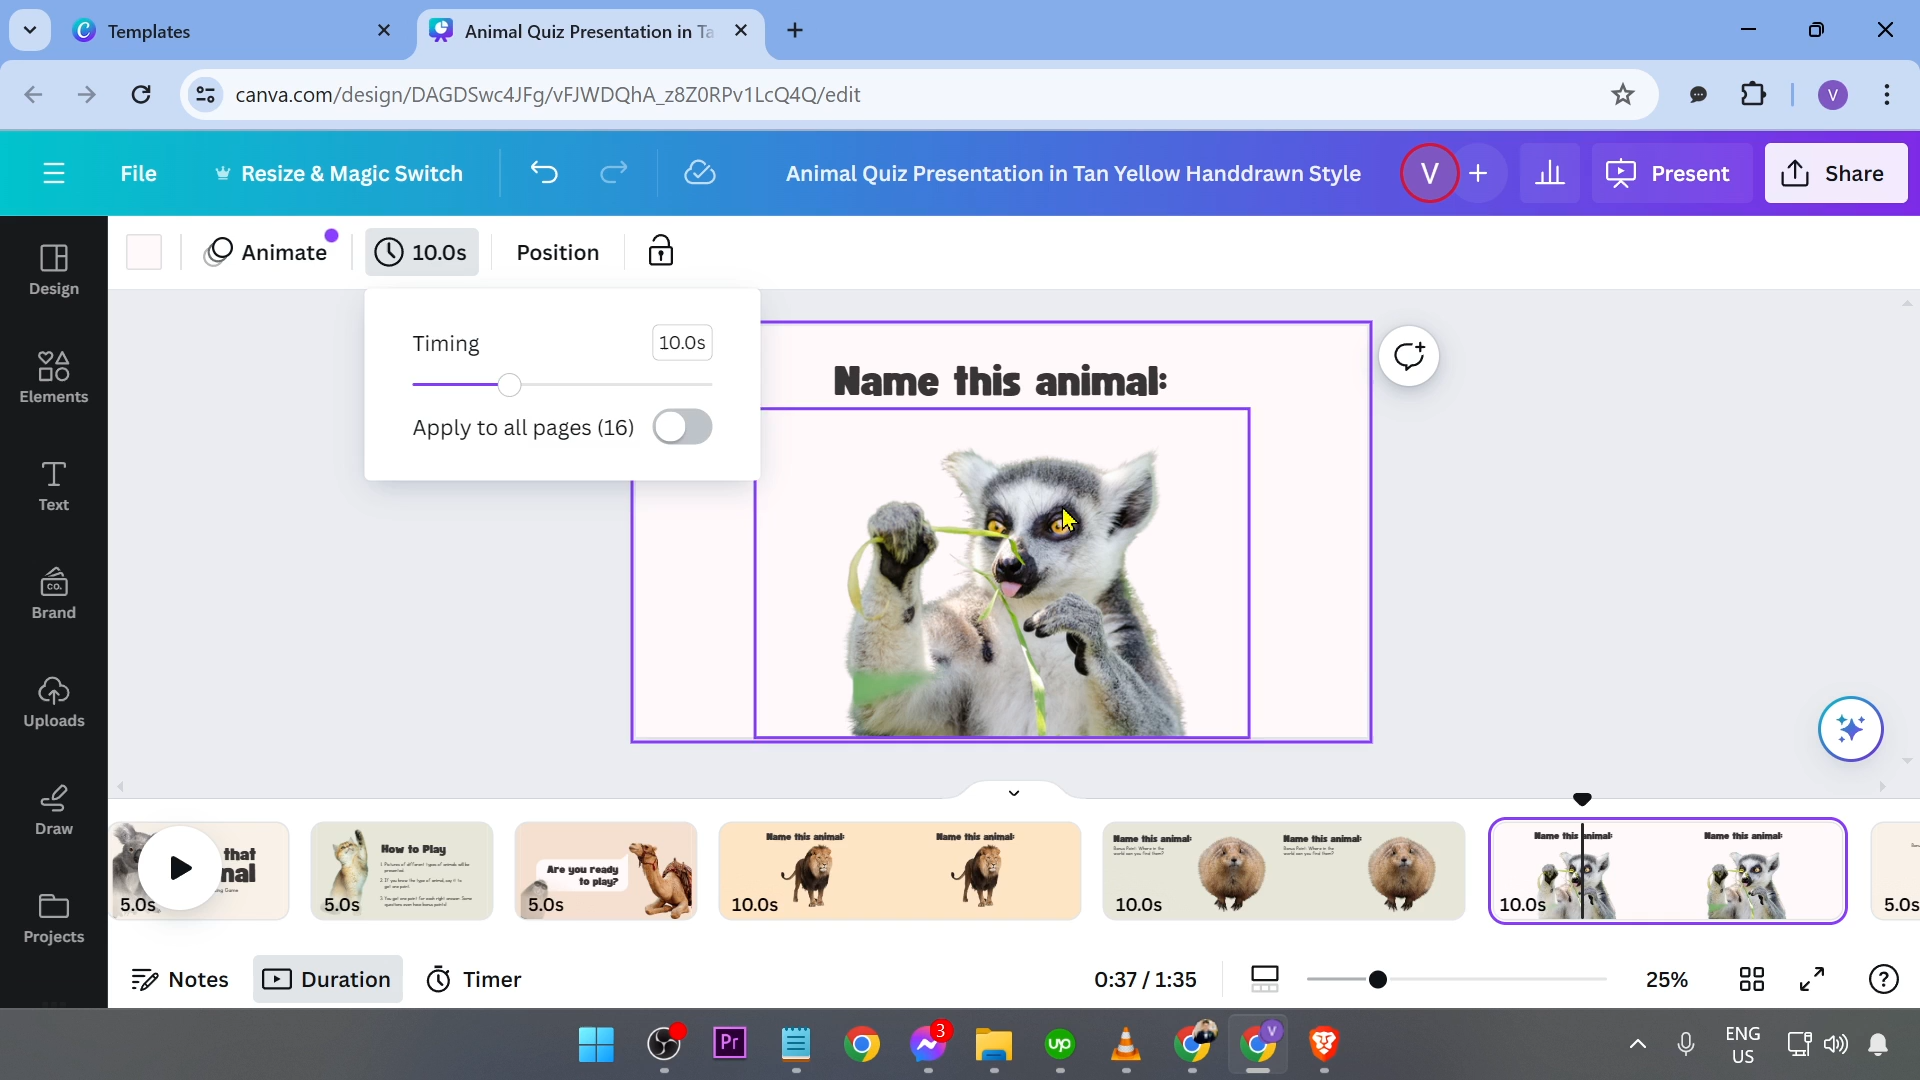 Templates
Animal Quiz Presentation in Ta
canva.com/design/DAGDSwc4JFg/vFJWDQhA_z8Z0RPv1LcQ4Q/edit
V
File
Resize & Magic Switch
Animal Quiz Presentation in Tan Yellow Handdrawn Style
V
Present
Share
Animate
10.0s
Position
Design
Elements
Text
CO.
Brand
Uploads
Draw
Projects
Timing
10.0s
Apply to all pages (16)
Name this animal:
that
nal
5.0s
How to Play
5.0s
Are you ready
to play?
5.0s
Name this animal:
Name this animal:
10.0s
Name this animal:
Name this animal:
10.0s
Name this animal:
Name this animal:
10.0s
5.0s
Notes
Duration
Timer
0:37 / 1:35
25%
Pr
3
up
V
ENG
US